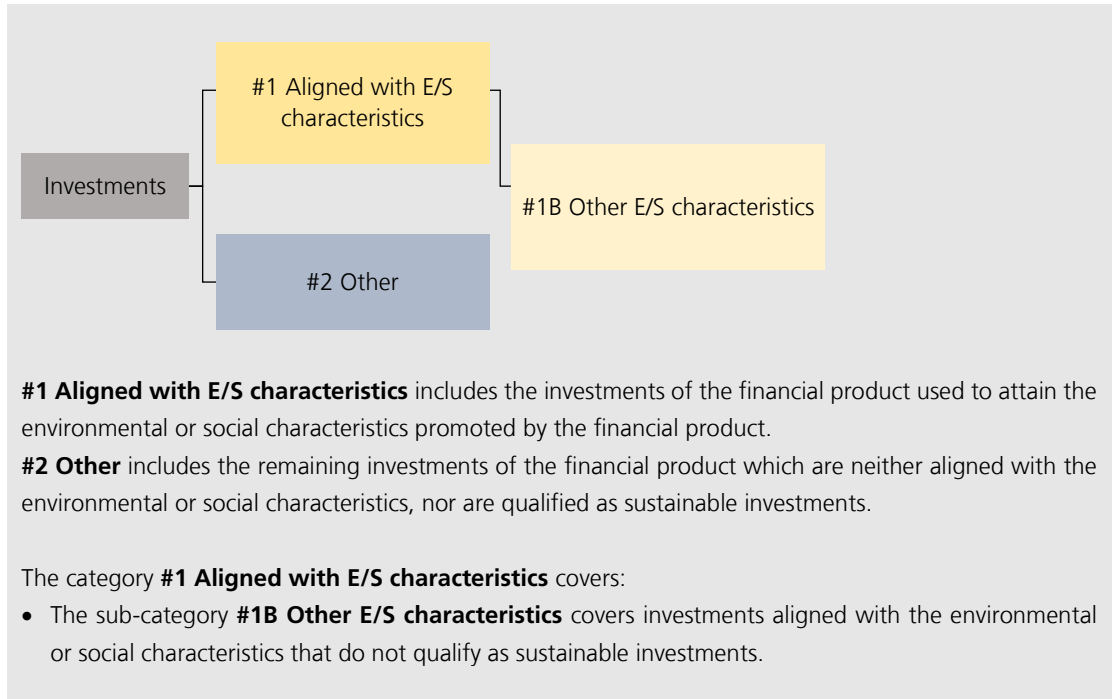 #1 Aligned with E/S
characteristics
Investments
#1B Other E/S characteristics
#2 Other
#1 Aligned with E/S characteristics includes the investments of the financial product used to attain the
environmental or social characteristics promoted by the financial product.
#2 Other includes the remaining investments of the financial product which are neither aligned with the
environmental or social characteristics, nor are qualified as sustainable investments.
The category #1 Aligned with E/S characteristics covers:
• The sub-category #1B Other E/S characteristics covers investments aligned with the environmental
or social characteristics that do not qualify as sustainable investments.